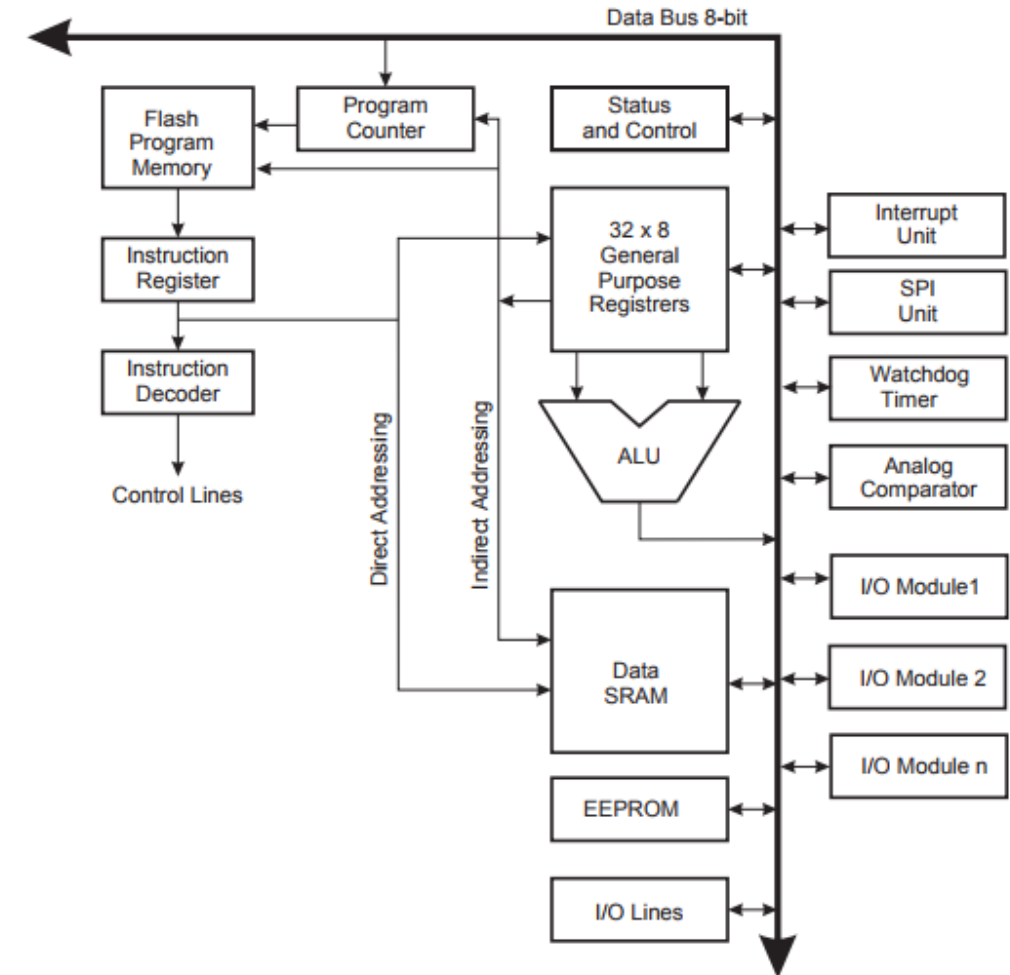 Data Bus 8-bit
Flash
Program
Memory
Program
Counter
Status
and Control
Instruction
Register
32 x 8
General
Purpose
Registrers
Interrupt
Unit
SPI
Unit
Instruction
Decoder
Watchdog
Timer
Control Lines
Direct Addressing
Indirect Addressing
ALU
Analog
Comparator
I/O Module1
Data
SRAM
I/O Module 2
I/O Module n
EEPROM
I/O Lines